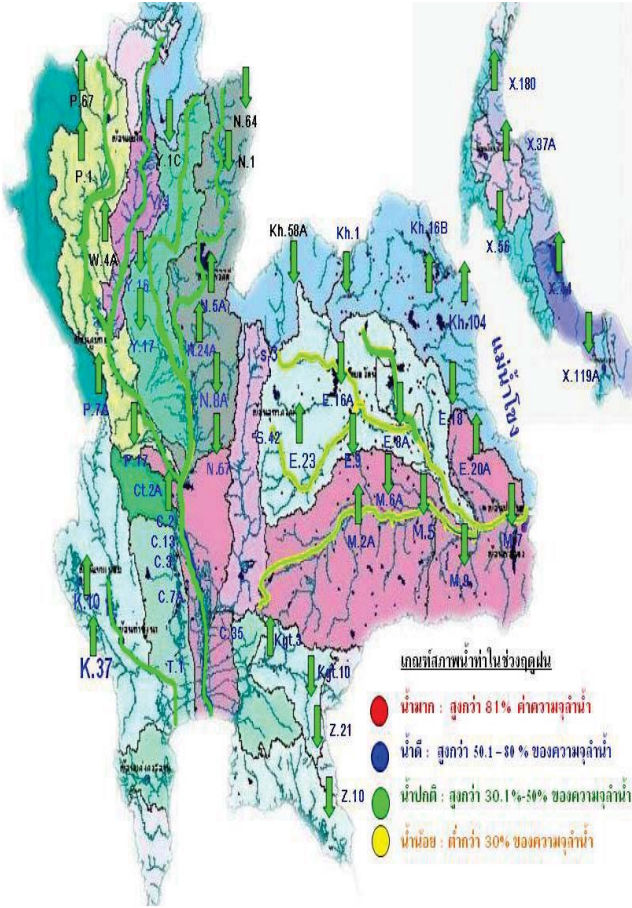 X.180
P.67
N.64
X.37A
Y.1C
N.1
P.1
Kh.58A
Kh.1
Kh.16B
X.56
W.4A
Y.16
N.5A
Kh.104
แม่น้ำโขง
X.119A
Y.17
N.24A
E.16A
P.7A
N.8A
E.18
E.8A
S.42
E.23
E.9
E.20A
P.17
N.67
Ct.2A
M.6A
C.2
M.2A
M.5
M.7
C.13
C.3
M.9
K.10
C.7A
C.35
Kgt.3
K.37
T.1
Kgt.10
เกณฑ์สภาพน้ำท่าในช่วงฤดูฝน
น้ำมาก : สูงกว่า 81% ค่าความจุลำน้ำ
Z.21
น้ำดี : สูงกว่า 50.1 - 80 % ของความจุลำน้ำ
Z.10
น้ำปกติ : สูงกว่า 30.1%-50% ของความจุลำน้ำ
น้ำน้อย : ต่ำกว่า 30% ของความจุลำน้ำ